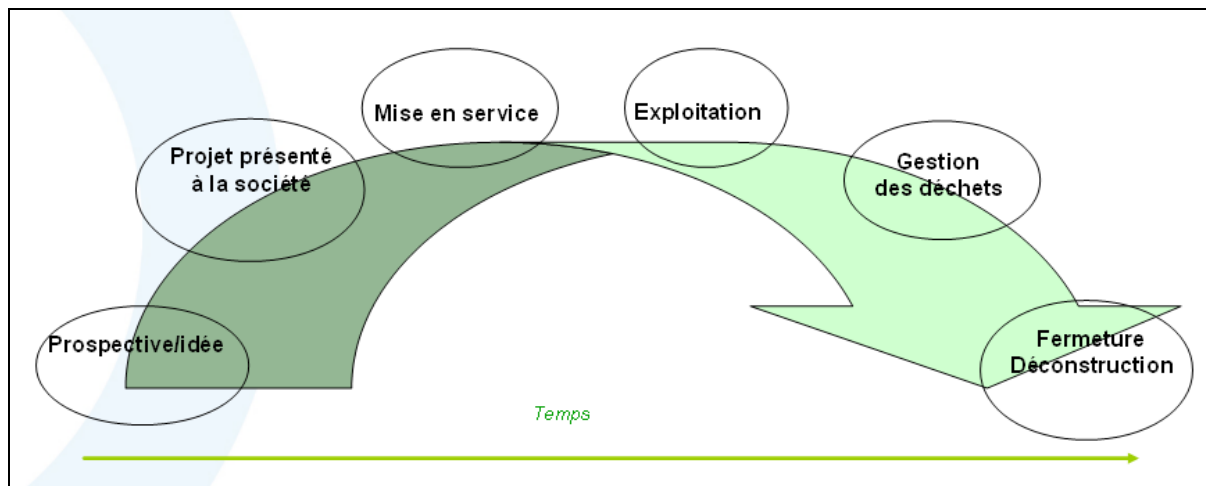 Prospective/idée
Projet présenté
à la société
Mise en service
Exploitation
Gestion
des déchets
Fermeture
Déconstruction
Temps